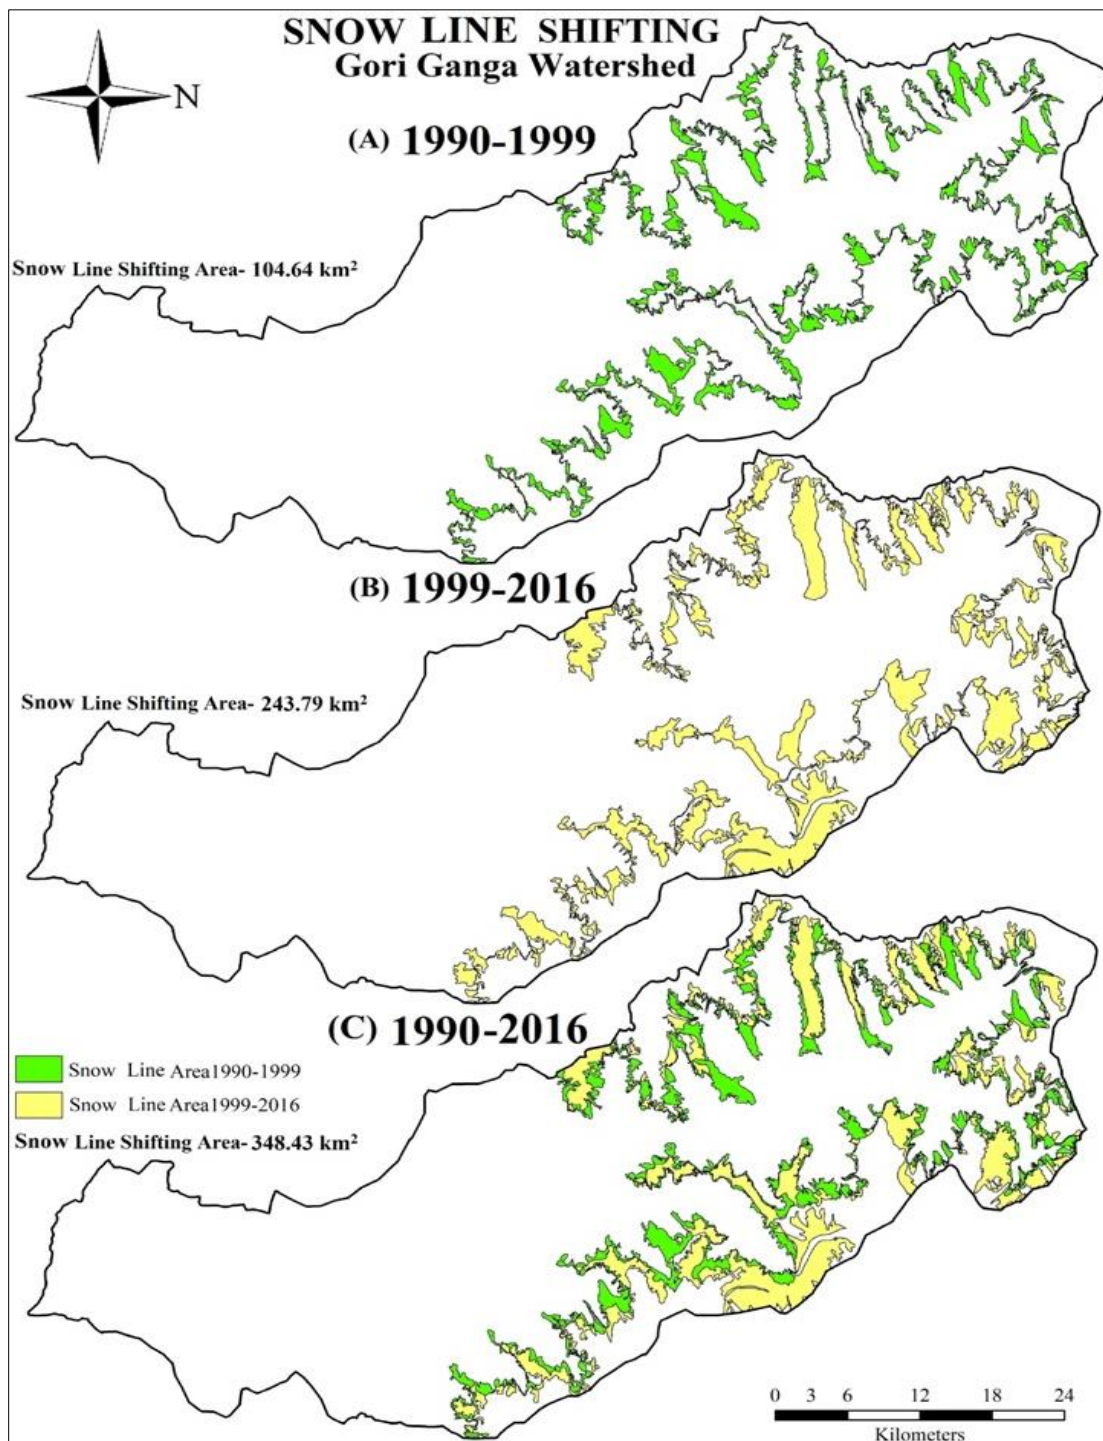 SNOW LINE SHIFTING
Gori Ganga Watershed
N
(A) 1990-1999
Snow Line Shifting Area- 104.64 km²
(B) 1999-2016
Snow Line Shifting Area- 243.79 km²
(C) 1990-2016
Snow Line Area1990-1999
Snow Line Area1999-2016
Snow Line Shifting Area- 348.43 km²
0 3 6 12 18 24
Kilometers